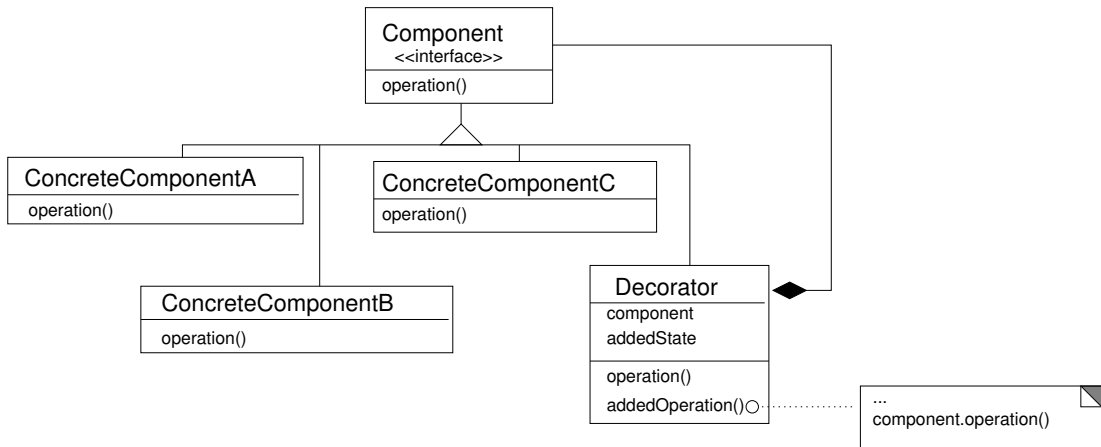 Component
<<interface>>
operation()
ConcreteComponentA
operation()
ConcreteComponentC
operation()
ConcreteComponentB
operation()
Decorator
component
addedState
operation()
addedOperation()
...
component.operation()